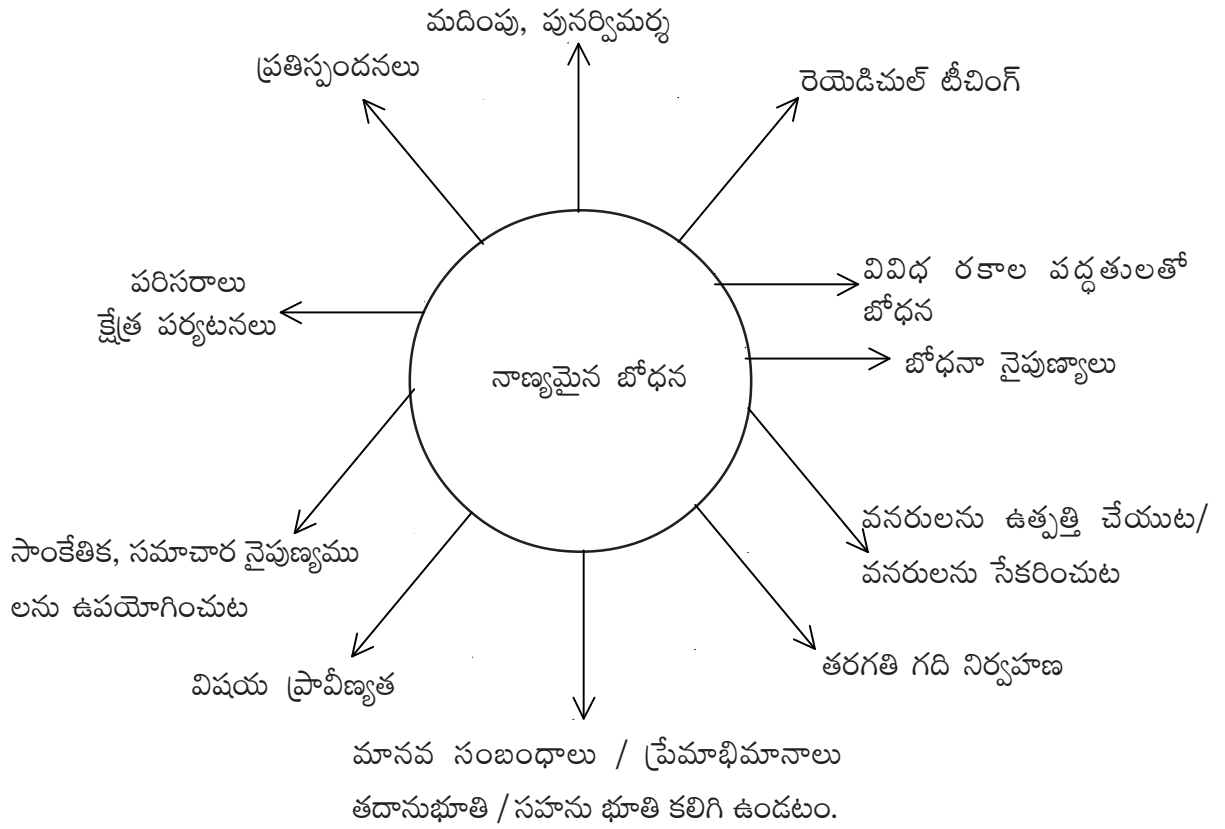 మదింపు, పునర్విమర్శ
ప్రతిస్పందనలు
రెయెడిచుల్ టీచింగ్
పరిసరాలు
క్షేత్ర పర్యటనలు
వివిధ రకాల పద్ధతులతో
బోధన
బోధనా నైపుణ్యాలు
నాణ్యమైన బోధన
వనరులను ఉత్పత్తి చేయుట/
వనరులను సేకరించుట
సాంకేతిక, సమాచార నైపుణ్యము
లను ఉపయోగించుట
తరగతి గది నిర్వహణ
విషయ ప్రావీణ్యత
మానవ సంబంధాలు / ప్రేమాభిమానాలు
తదానుభూతి / సహను భూతి కలిగి ఉండటం.